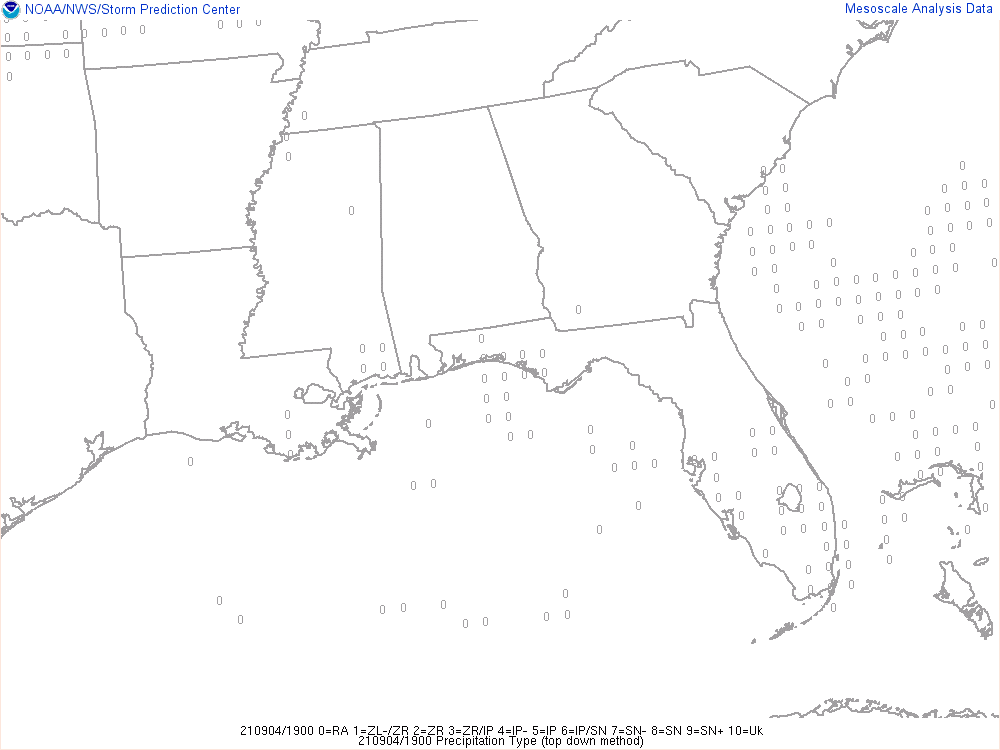 NOAA/NWS/Storm Prediction Center
Mesoscale Analysis Data
210904/1900 0=RA 1=ZL-/ZR 2=ZR 3=ZR/IP 4=IP- 5=IP 6=IP/SN 7=SN- 8=SN 9=SN+ 10=Uk
210904/1900 Precipitation Type (top down method)